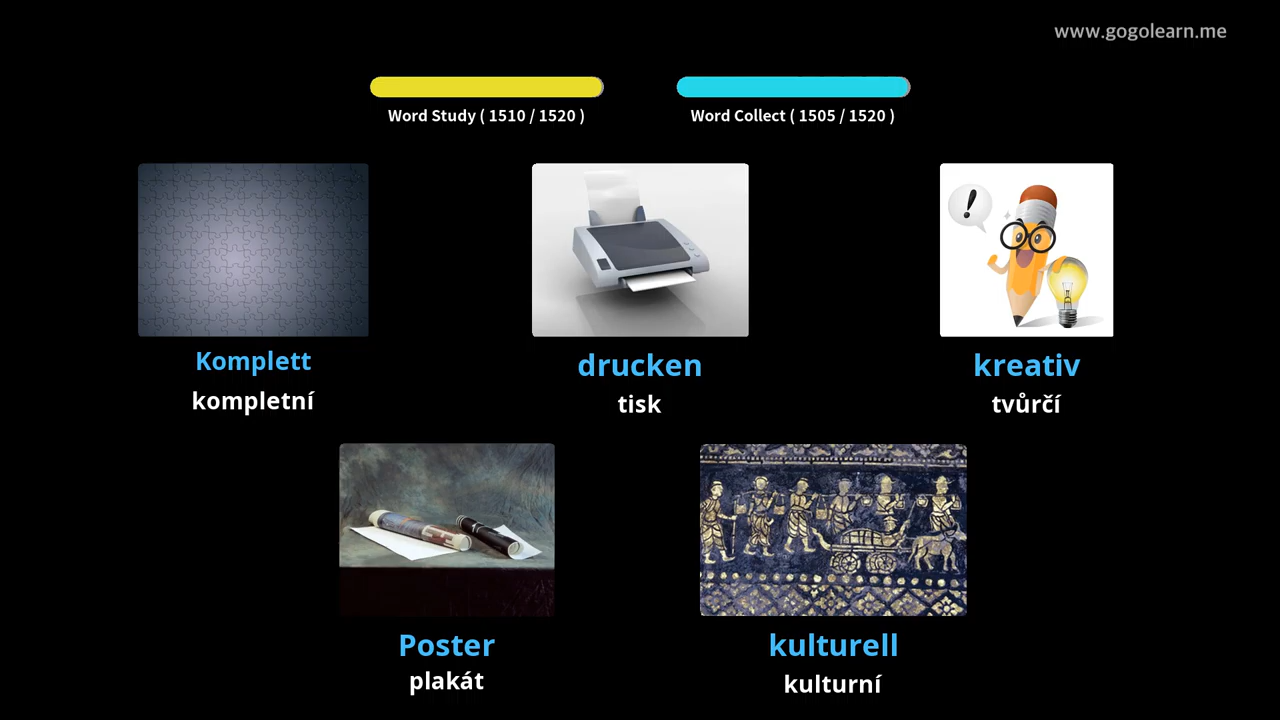 www.gogolearn.me
Word Study ( 1510 / 1520 )
Word Collect ( 1505 / 1520 )
Komplett
kompletní
drucken
tisk
kreativ
tvůrčí
Poster
plakát
kulturell
kulturní